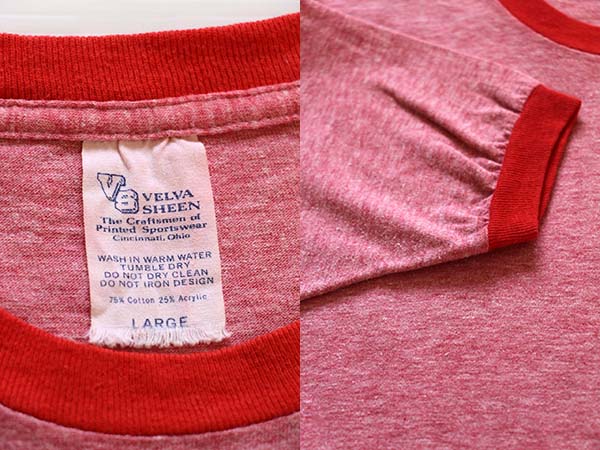 VS VELVA
SHEEN
The Craftsmen of
Printed Sportswear
Cincinnati, Ohio
WASH IN WARM WATER
TUMBLE DRY
DO NOT DRY CLEAN
DO NOT IRON DESIGN
75% Cotton 25% Acrylic
LARGE